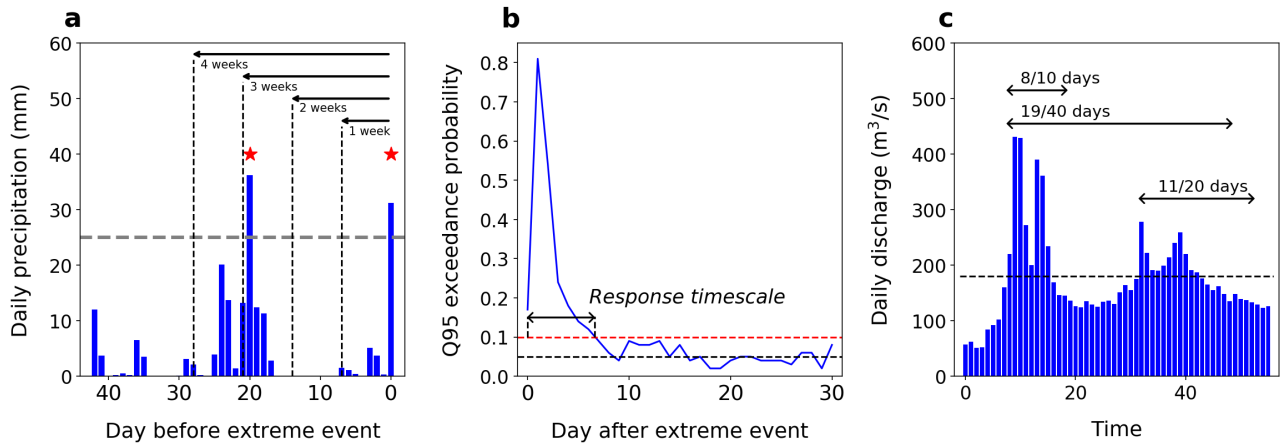 a
Daily precipitation (mm)
60
50
40
30
20
10
0
4 weeks
3 weeks
2 weeks
1 week
40
30
20
10
0
Day before extreme event
b
Q95 exceedance probability
0.8
0.7
0.6
0.5
0.4
0.3
0.2
0.1
0.0
Response timescale
0
10
20
30
Day after extreme event
c
Daily discharge (m³/s)
600
500
400
300
200
100
0
8/10 days
19/40 days
11/20 days
0
20
40
Time